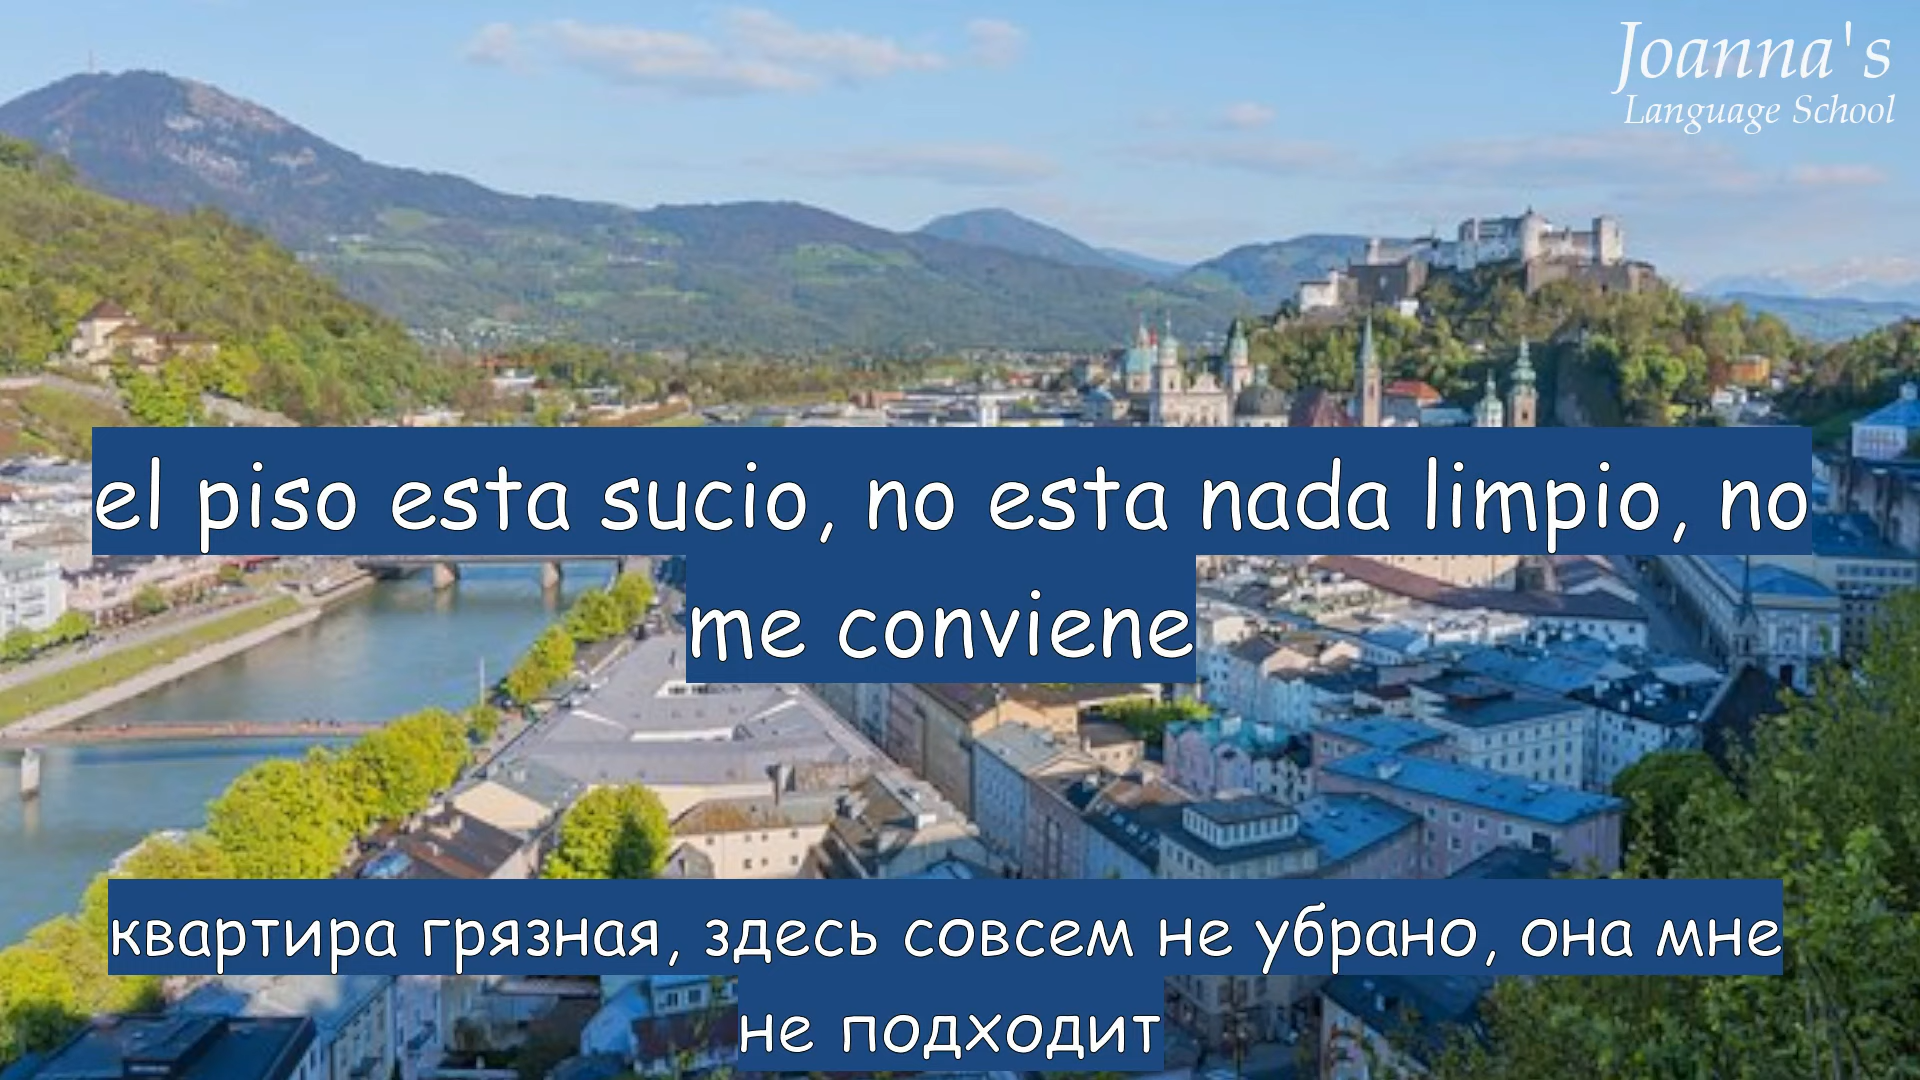 Joanna's
Language School
el piso esta sucio, no esta nada limpio, no
me conviene
квартира грязная, здесь совсем не убрано, она мне
не подходит